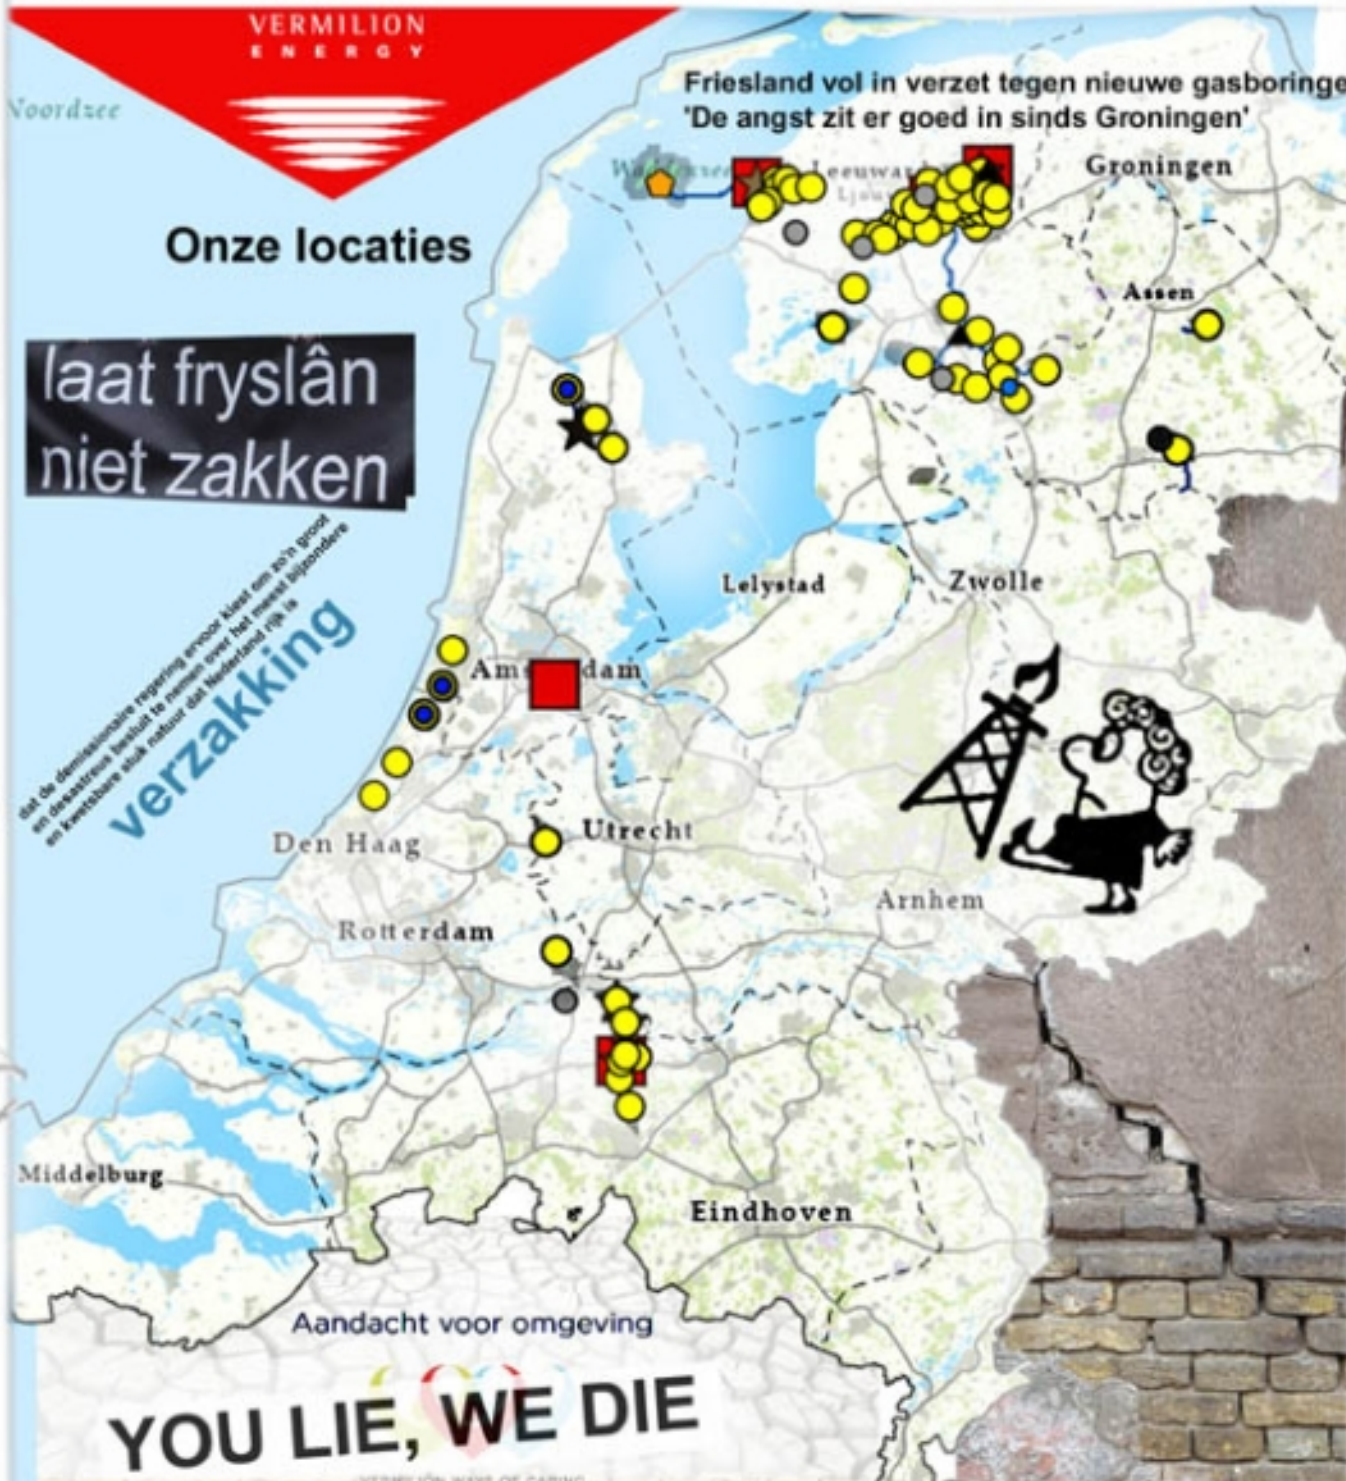 VERMILION
ENERGY
Noordzee
Friesland vol in verzet tegen nieuwe gasboringe
'De angst zit er goed in sinds Groningen'
Groningen
Onze locaties
Assen
laat fryslân
niet zakken
dat de demissionaire regering ervoor kiest om zo'n groot
en desastreus besluit te nemen over het meest bijzondere
en kwetsbare stuk natuur dat Nederland rijk is
verzakking
Lelystad
Zwolle
Am dam
Utrecht
Den Haag
Arnhem
Rotterdam
Middelburg
Eindhoven
Aandacht voor omgeving
YOU LIE, WE DIE